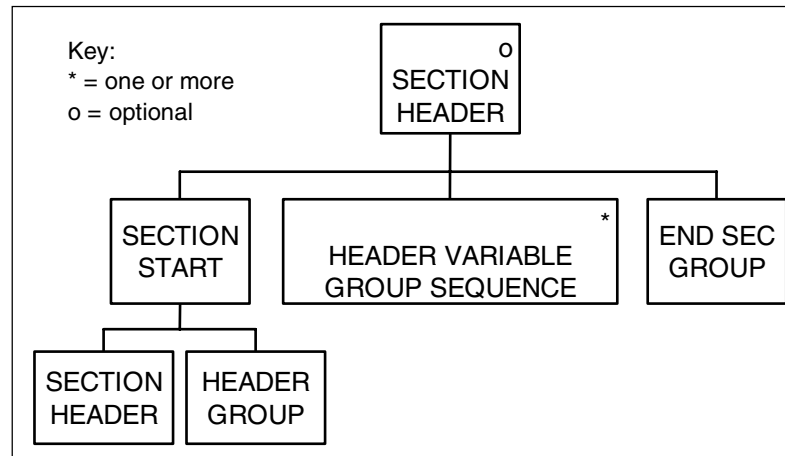 Key:
* = one or more
o = optional
o
SECTION
HEADER
SECTION
START
*
HEADER VARIABLE
GROUP SEQUENCE
END SEC
GROUP
SECTION
HEADER
HEADER
GROUP